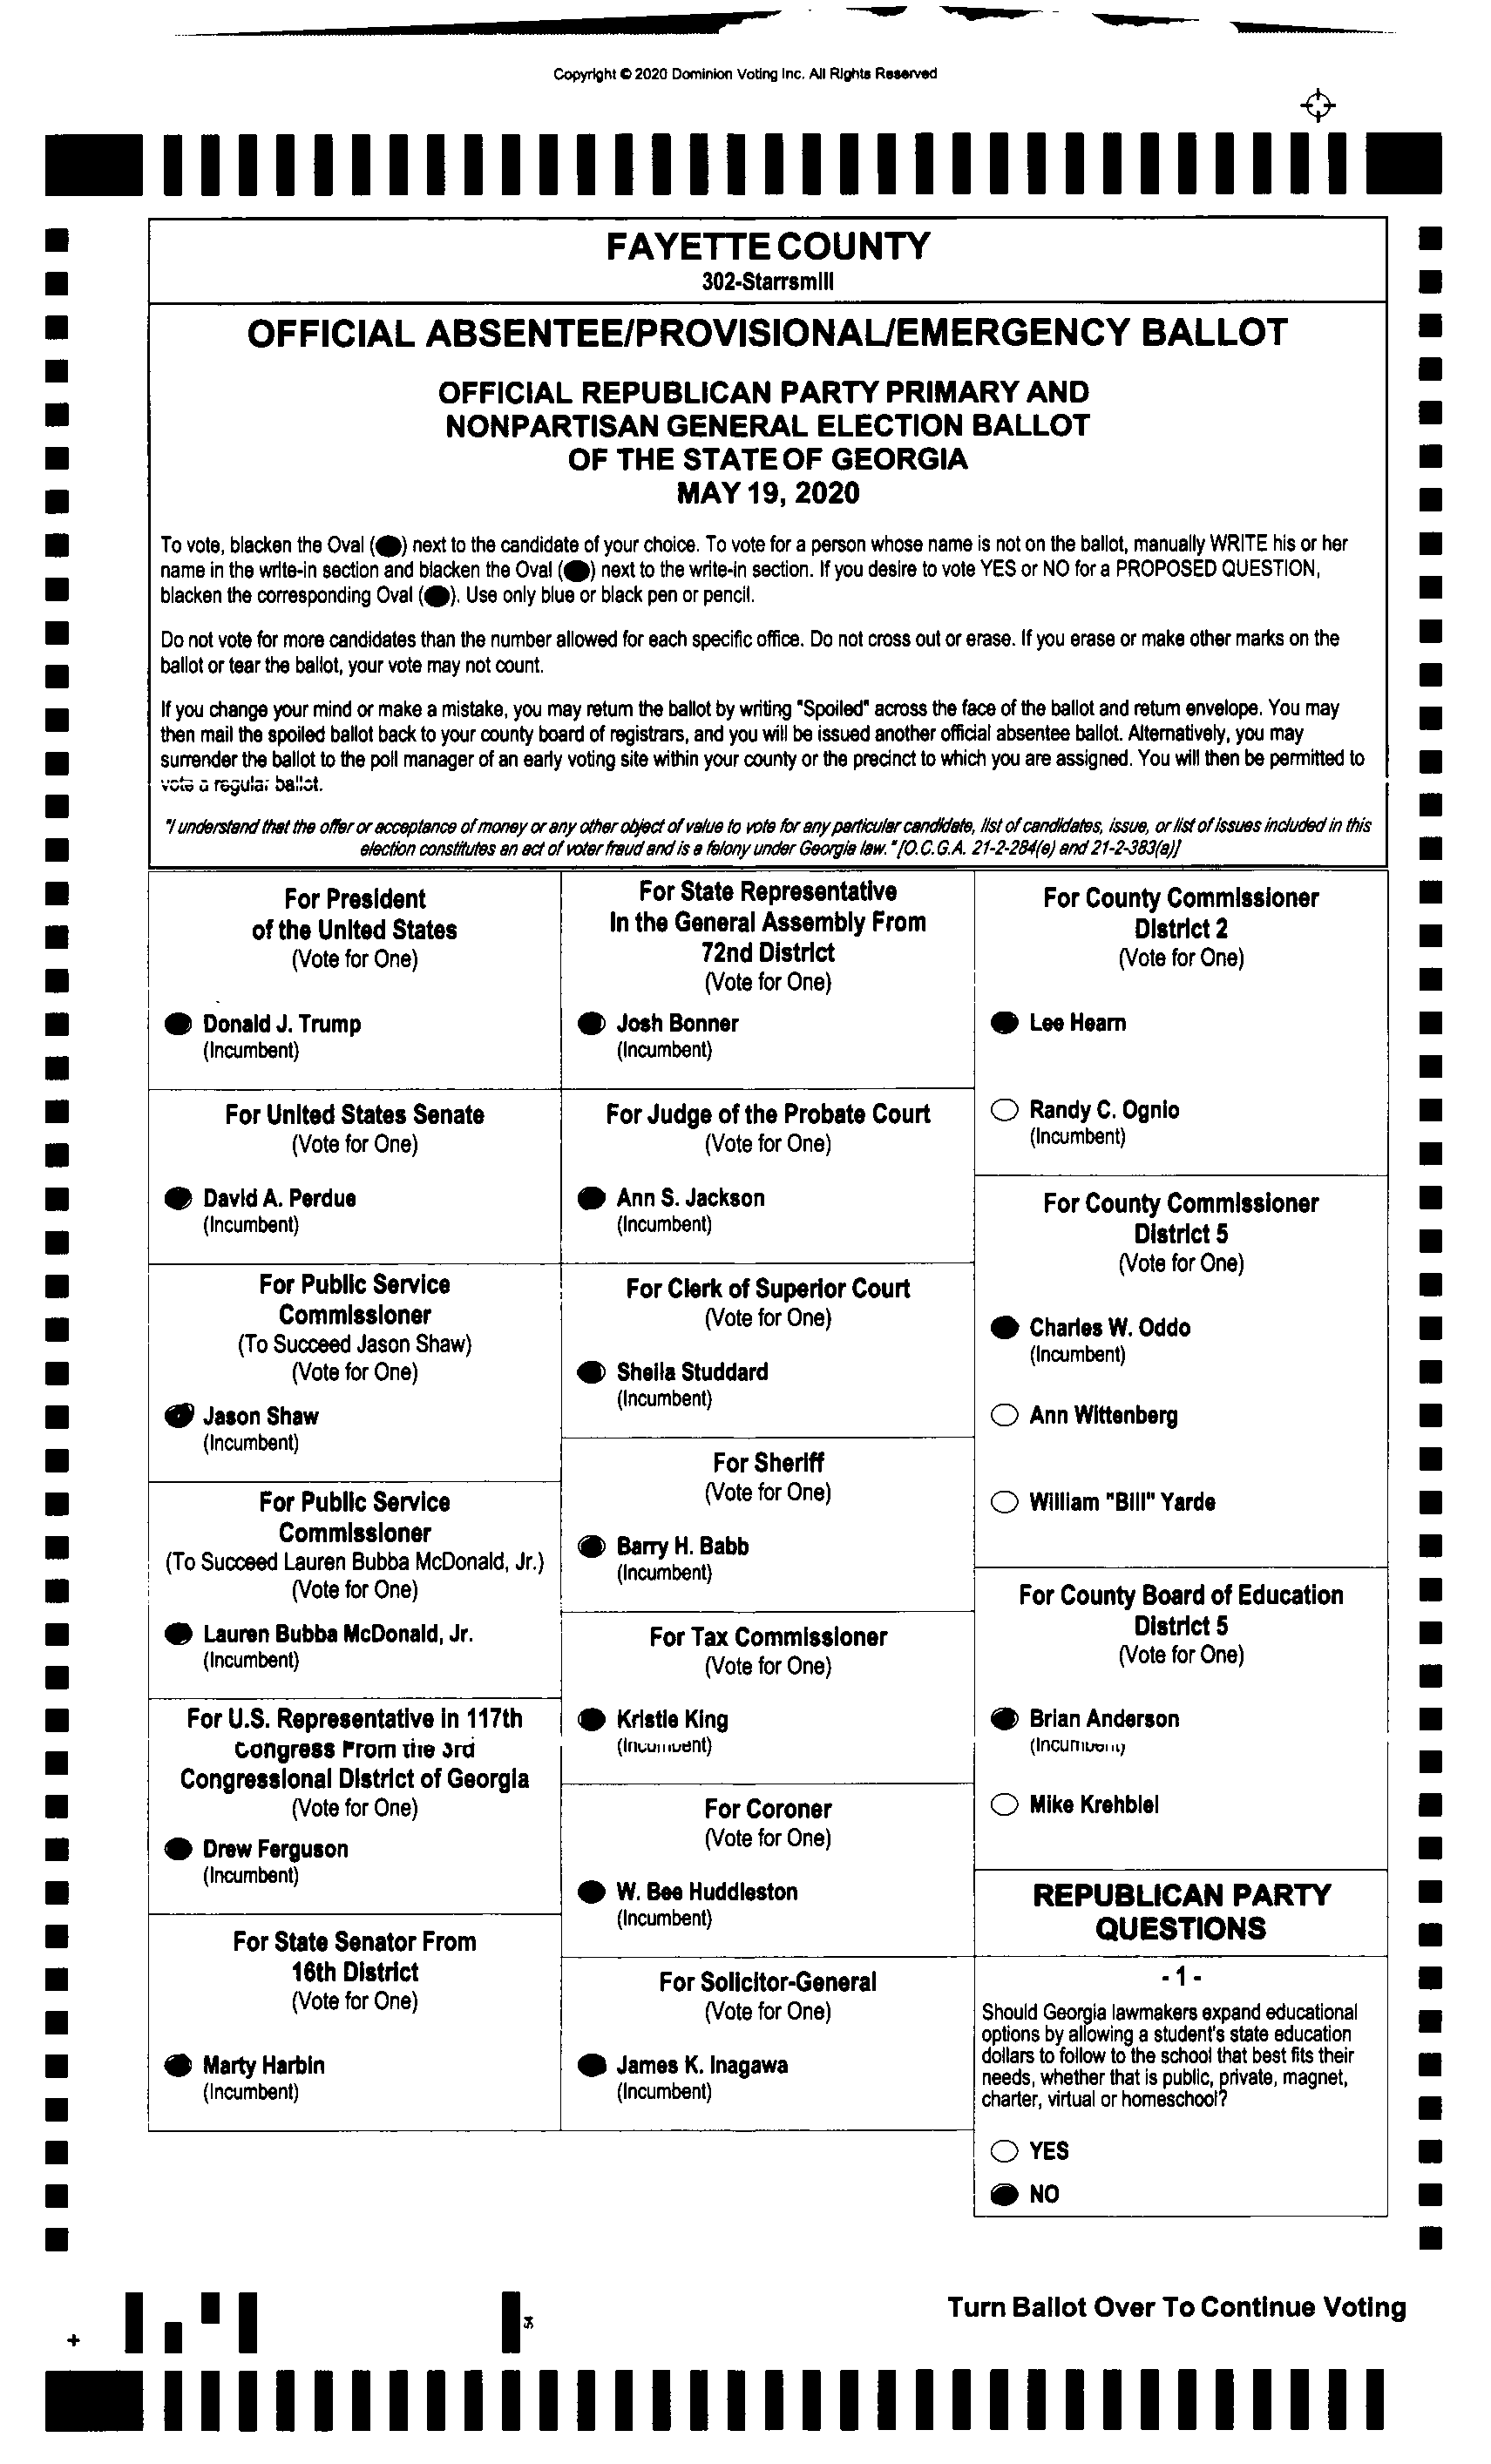 Copyright © 2020 Dominion Voting Inc. All Rights Reserved
FAYETTE COUNTY
302-Starrsmill
OFFICIAL ABSENTEE/PROVISIONAL/EMERGENCY BALLOT
OFFICIAL REPUBLICAN PARTY PRIMARY AND
NONPARTISAN GENERAL ELECTION BALLOT
OF THE STATE OF GEORGIA
MAY 19, 2020
To vote, blacken the Oval (●) next to the candidate of your choice. To vote for a person whose name is not on the ballot, manually WRITE his or her
name in the write-in section and blacken the Oval (●) next to the write-in section. If you desire to vote YES or NO for a PROPOSED QUESTION,
blacken the corresponding Oval (●). Use only blue or black pen or pencil.
Do not vote for more candidates than the number allowed for each specific office. Do not cross out or erase. If you erase or make other marks on the
ballot or tear the ballot, your vote may not count.
If you change your mind or make a mistake, you may return the ballot by writing "Spoiled" across the face of the ballot and return envelope. You may
then mail the spoiled ballot back to your county board of registrars, and you will be issued another official absentee ballot. Alternatively, you may
surrender the ballot to the poll manager of an early voting site within your county or the precinct to which you are assigned. You will then be permitted to
vote a regular ballot.
"I understand that the offer or acceptance of money or any other object of value to vote for any particular candidate, list of candidates, issue, or list of issues included in this
election constitutes an act of voter fraud and is a felony under Georgia law." [O.C.G.A. 21-2-284(e) and 21-2-383(a)]
For President
of the United States
(Vote for One)
Donald J. Trump
(Incumbent)
For United States Senate
(Vote for One)
David A. Perdue
(Incumbent)
For Public Service
Commissioner
(To Succeed Jason Shaw)
(Vote for One)
Jason Shaw
(Incumbent)
For Public Service
Commissioner
(To Succeed Lauren Bubba McDonald, Jr.)
(Vote for One)
Lauren Bubba McDonald, Jr.
(Incumbent)
For U.S. Representative in 117th
Congress From the 3rd
Congressional District of Georgia
(Vote for One)
Drew Ferguson
(Incumbent)
For State Senator From
16th District
(Vote for One)
Marty Harbin
(Incumbent)
For State Representative
In the General Assembly From
72nd District
(Vote for One)
Josh Bonner
(Incumbent)
For Judge of the Probate Court
(Vote for One)
Ann S. Jackson
(Incumbent)
For Clerk of Superior Court
(Vote for One)
Sheila Studdard
(Incumbent)
For Sheriff
(Vote for One)
Barry H. Babb
(Incumbent)
For Tax Commissioner
(Vote for One)
Kristie King
(Incumbent)
For Coroner
(Vote for One)
W. Bee Huddleston
(Incumbent)
For Solicitor-General
(Vote for One)
James K. Inagawa
(Incumbent)
For County Commissioner
District 2
(Vote for One)
Lee Hearn
Randy C. Ognio
(Incumbent)
For County Commissioner
District 5
(Vote for One)
Charles W. Oddo
(Incumbent)
Ann Wittenberg
William "Bill" Yarde
For County Board of Education
District 5
(Vote for One)
Brian Anderson
(Incumbent)
Mike Krehbiel
REPUBLICAN PARTY
QUESTIONS
- 1 -
Should Georgia lawmakers expand educational
options by allowing a student's state education
dollars to follow to the school that best fits their
needs, whether that is public, private, magnet,
charter, virtual or homeschool?
YES
NO
Turn Ballot Over To Continue Voting
+
54